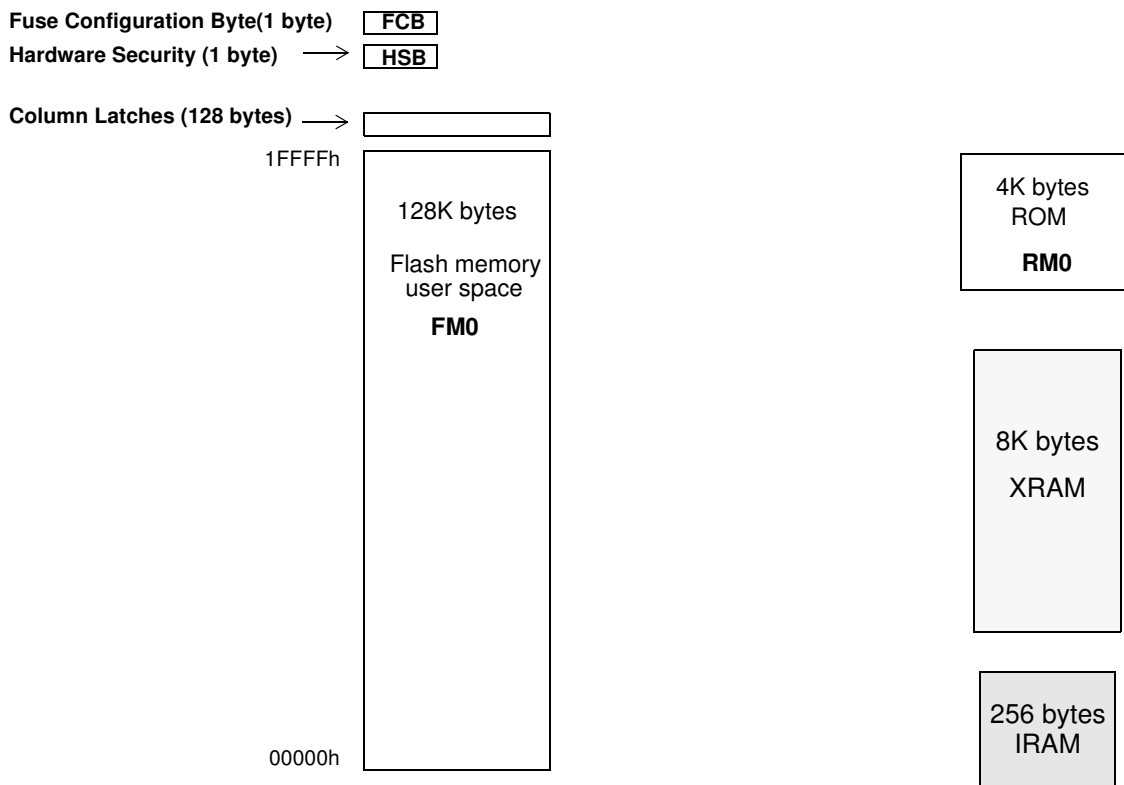 Fuse Configuration Byte(1 byte) FCB
Hardware Security (1 byte) HSB
Column Latches (128 bytes)
1FFFFh
128K bytes
Flash memory
user space
FM0
00000h
4K bytes
ROM
RM0
8K bytes
XRAM
256 bytes
IRAM